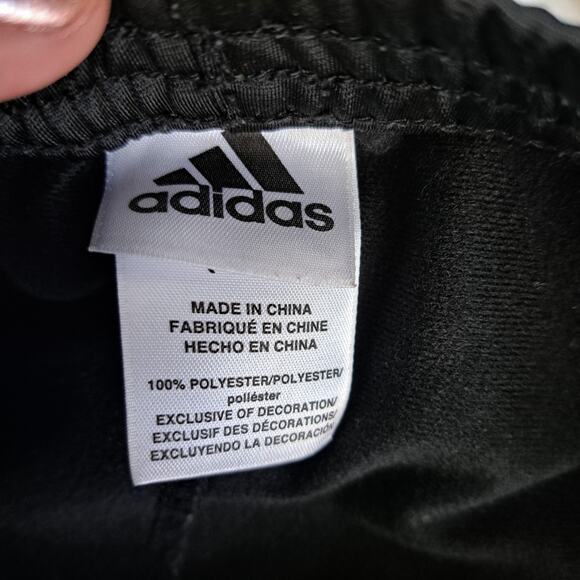 adidas
MADE IN CHINA
FABRIQUÉ EN CHINE
HECHO EN CHINA
100% POLYESTER/POLYESTER/
poliéster
EXCLUSIVE OF DECORATION/
EXCLUSIF DES DÉCORATIONS/
EXCLUYENDO LA DECORACIÓN